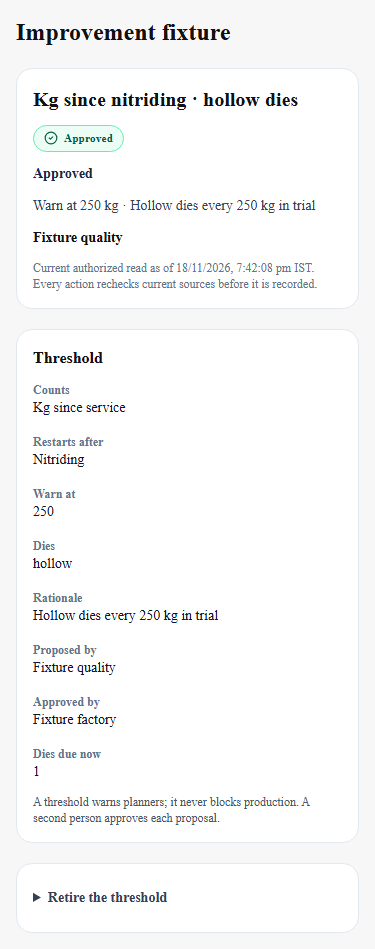 Improvement fixture
Kg since nitriding · hollow dies
Approved
Approved
Warn at 250 kg · Hollow dies every 250 kg in trial
Fixture quality
Current authorized read as of 18/11/2026, 7:42:08 pm IST.
Every action rechecks current sources before it is recorded.
Threshold
Counts
Kg since service
Restarts after
Nitriding
Warn at
250
Dies
hollow
Rationale
Hollow dies every 250 kg in trial
Proposed by
Fixture quality
Approved by
Fixture factory
Dies due now
1
A threshold warns planners; it never blocks production. A
second person approves each proposal.
Retire the threshold